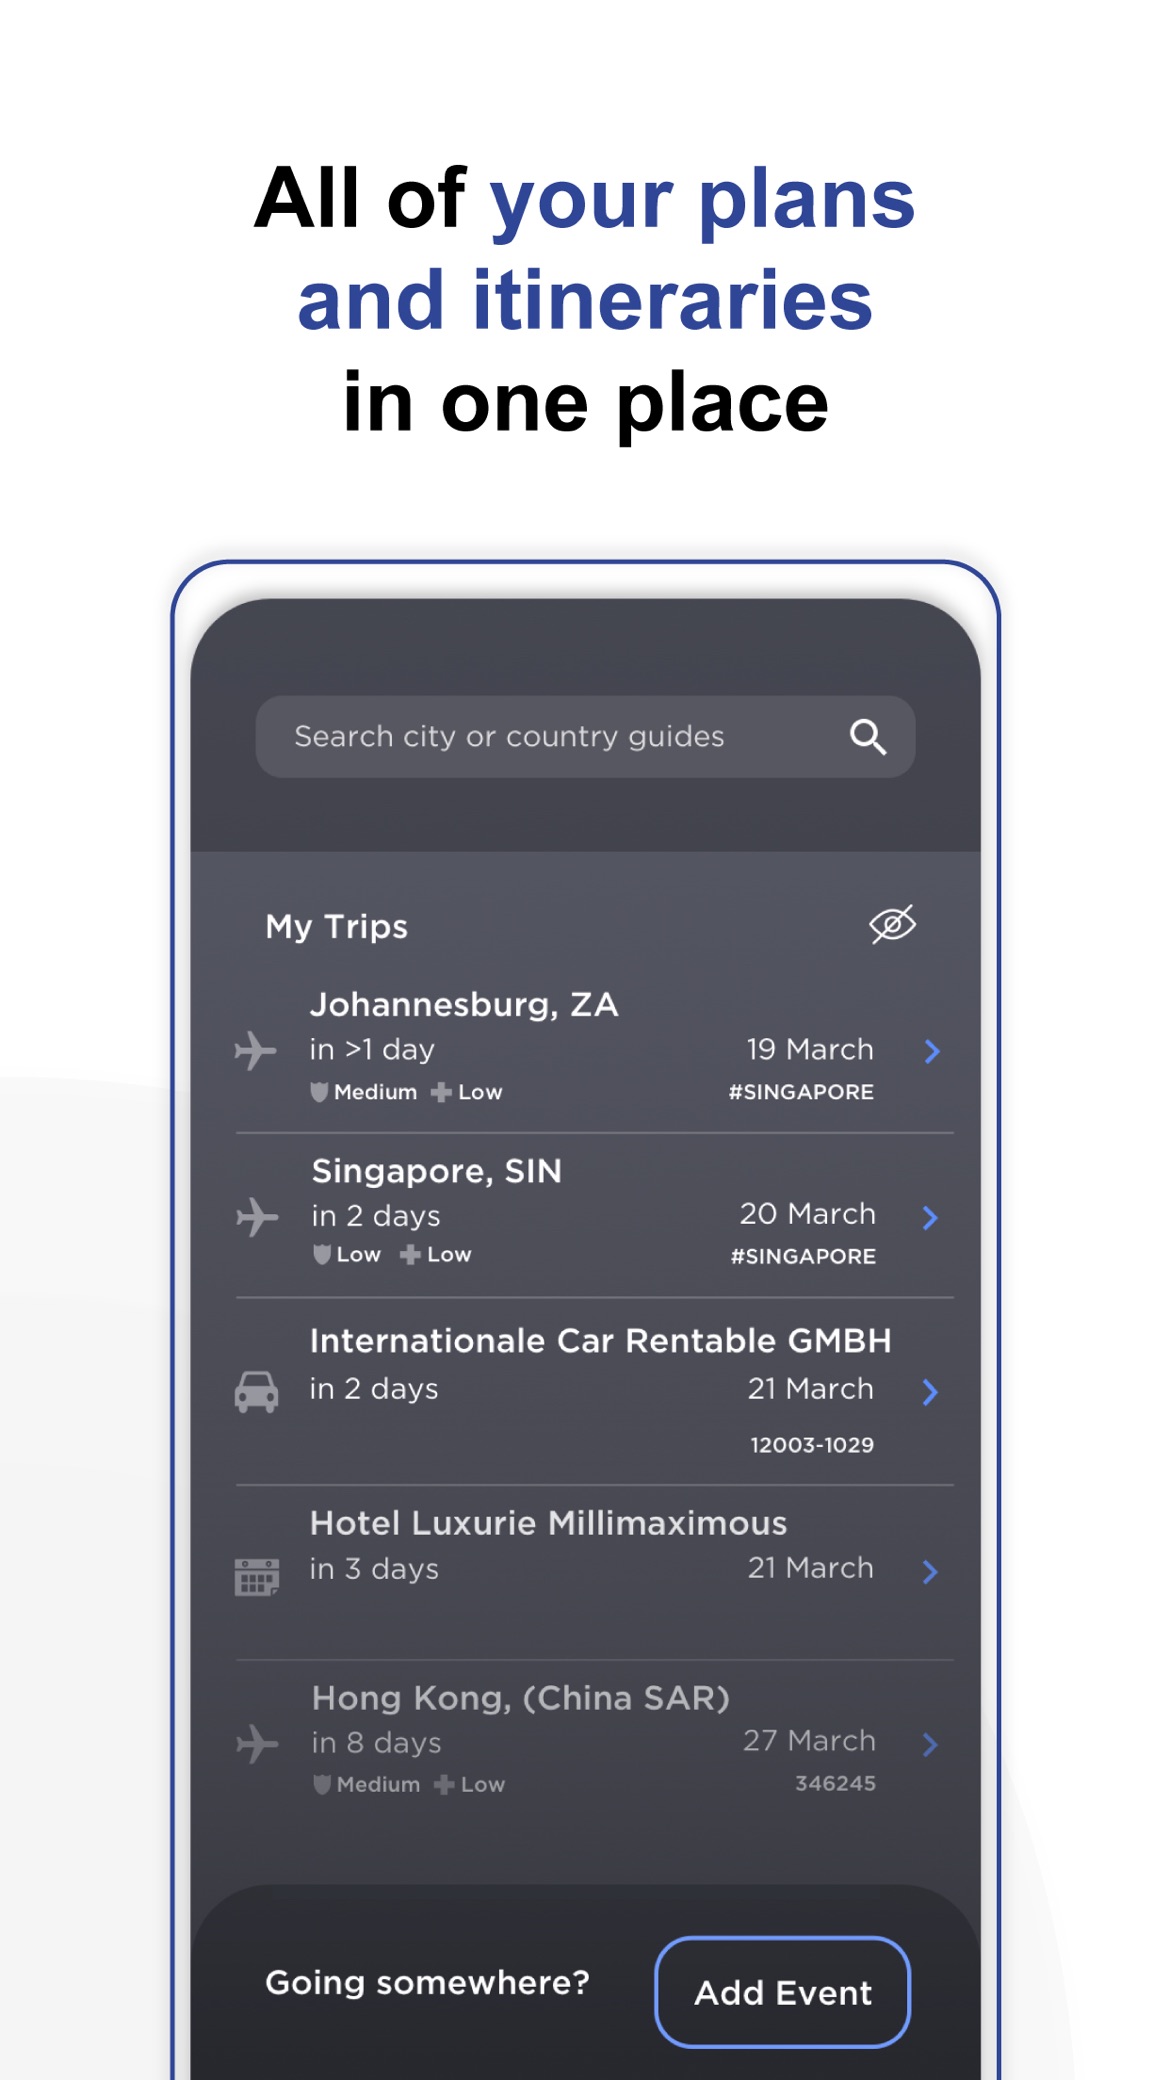 All of your plans
and itineraries
in one place
Search city or country guides
My Trips
Johannesburg, ZA
in >1 day
19 March
Medium
Low
#SINGAPORE
Singapore, SIN
in 2 days
20 March
Low
Low
#SINGAPORE
Internationale Car Rentable GMBH
in 2 days
21 March
12003-1029
Hotel Luxurie Millimaximous
in 3 days
21 March
Hong Kong, (China SAR)
in 8 days
27 March
Medium
Low
346245
Going somewhere?
Add Event